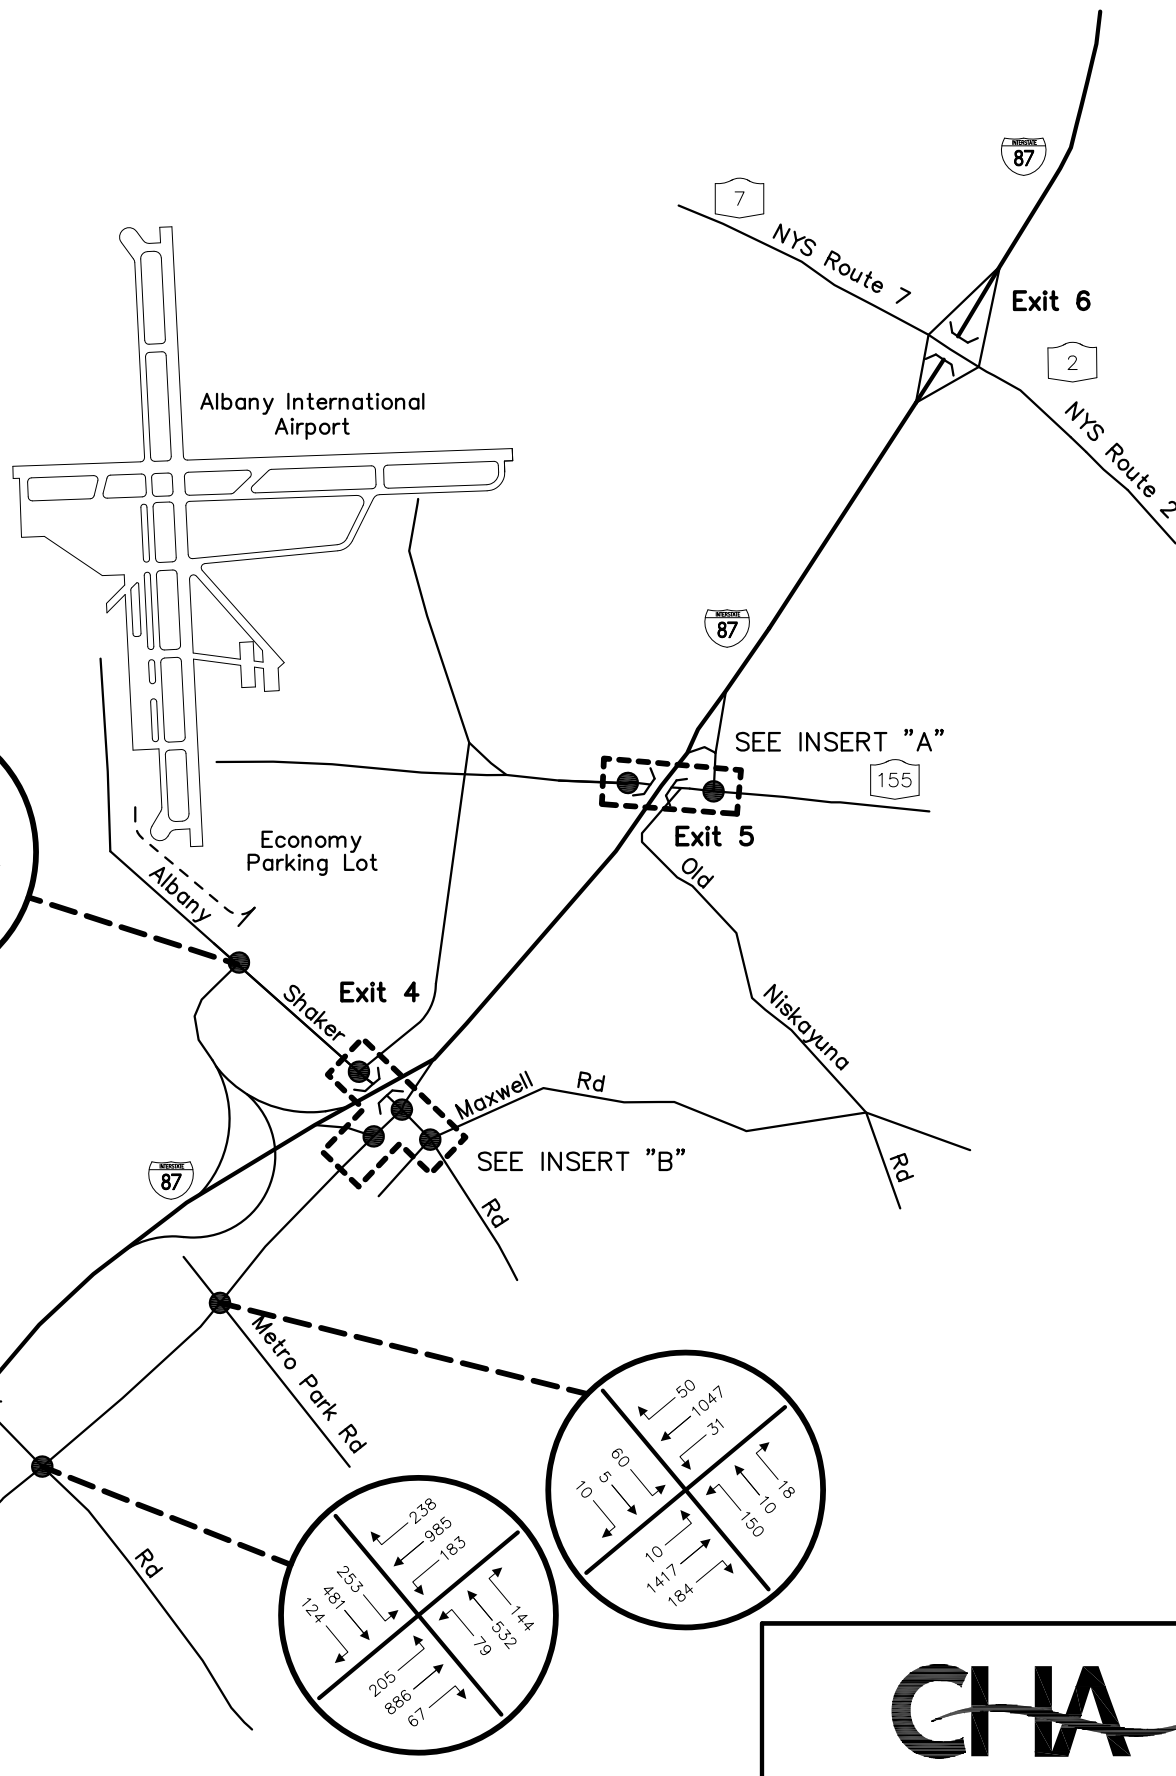 INTERSTATE
87
7
NYS Route 7
Exit 6
2
NYS Route 2
Albany International
Airport
INTERSTATE
87
SEE INSERT "A"
155
Exit 5
Economy
Parking Lot
Albany
Old
Shaker
Exit 4
Niskayuna
Maxwell
Rd
SEE INSERT "B"
Rd
INTERSTATE
87
Rd
Metro Park Rd
50
1047
31
60
5
10
18
10
150
10
1417
184
Rd
238
985
183
253
481
124
144
532
79
205
886
67
CHA